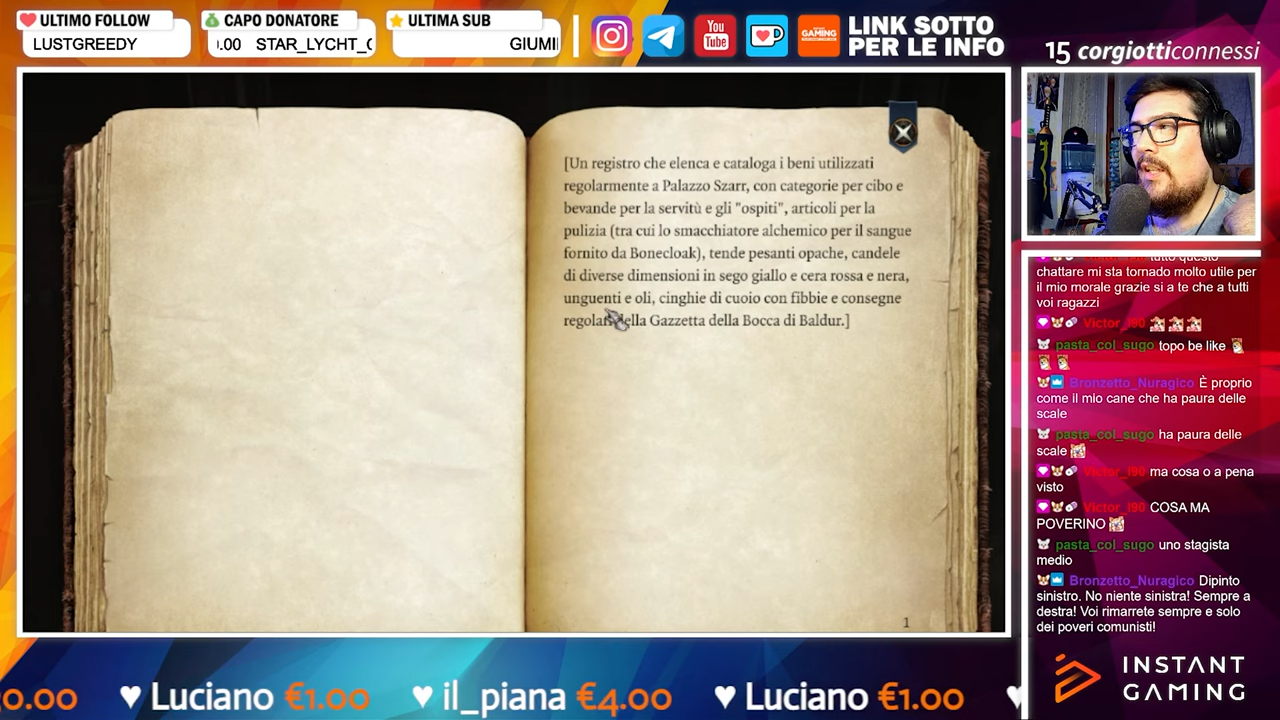 ULTIMO FOLLOW
LUSTGREEDY
CAPO DONATORE
.00 STAR_LYCHT_
ULTIMA SUB
GIUMI
You
Tube
INSTANT
GAMING
LINK SOTTO
PER LE INFO
15 corgiotticonnessi
[Un registro che elenca e cataloga i beni utilizzati
regolarmente a Palazzo Szarr, con categorie per cibo e
bevande per la servitù e gli "ospiti", articoli per la
pulizia (tra cui lo smacchiatore alchemico per il sangue
fornito da Bonecloak), tende pesanti opache, candele
di diverse dimensioni in sego giallo e cera rossa e nera,
unguenti e oli, cinghie di cuoio con fibbie e consegne
regolari della Gazzetta della Bocca di Baldur.]
1
tutto questo
chattare mi sta tornado molto utile per
il mio morale grazie si a te che a tutti
voi ragazzi
Victor_l90
pasta_col_sugo topo be like
Bronzetto_Nuragico È proprio
come il mio cane che ha paura delle
scale
pasta_col_sugo ha paura delle
scale
Victor_l90 ma cosa o a pena
visto
Victor_l90 COSA MA
POVERINO
pasta_col_sugo uno stagista
medio
Bronzetto_Nuragico Dipinto
sinistro. No niente sinistra! Sempre a
destra! Voi rimarrete sempre e solo
dei poveri comunisti!
INSTANT
GAMING
0.00 ♥ Luciano €1.00 ♥ il_piana €4.00 ♥ Luciano €1.00 ♥